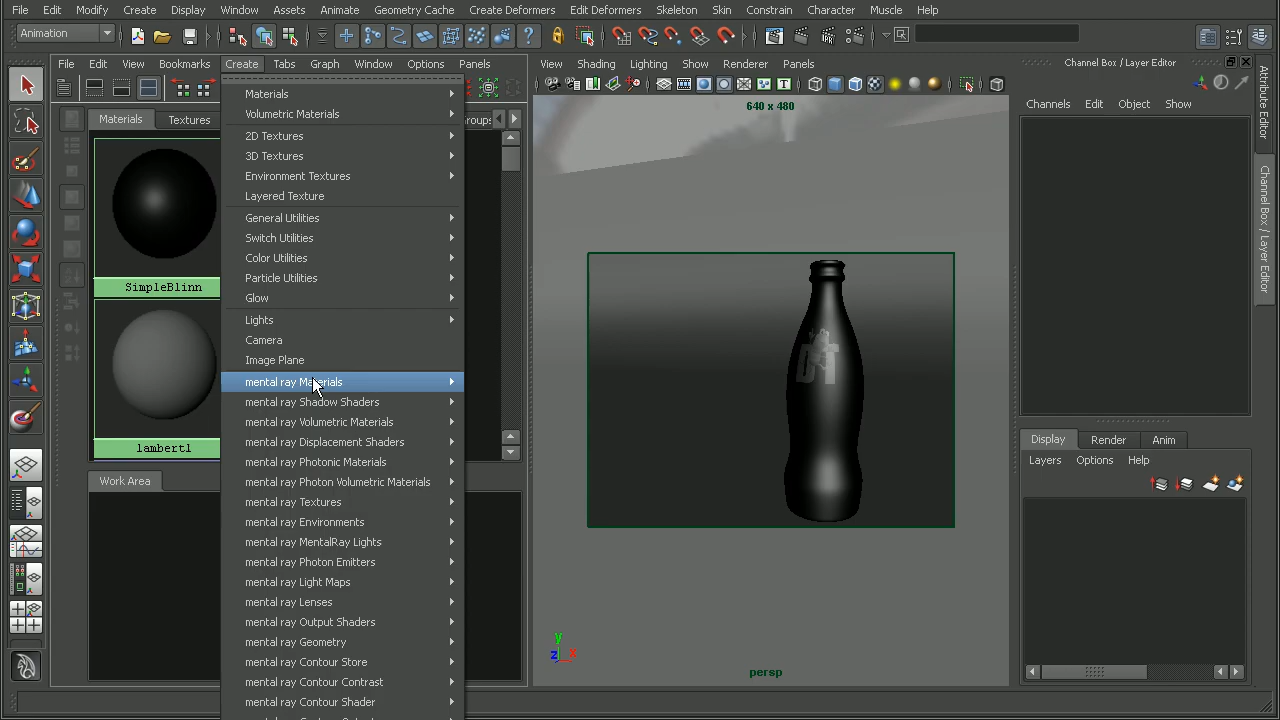 File Edit Modify Create Display Window Assets Animate Geometry Cache Create Deformers Edit Deformers Skeleton Skin Constraint Character Muscle Help
Animation
File Edit View Bookmarks Create Tabs Graph Window Options Panels
View Shading Lighting Show Renderer Panels
Channel Box / Layer Editor
Channels Edit Object Show
Materials Textures
SimpleBlinn
lambert1
Work Area
Materials
Volumetric Materials
2D Textures
3D Textures
Environment Textures
Layered Texture
General Utilities
Switch Utilities
Color Utilities
Particle Utilities
Glow
Lights
Camera
Image Plane
mental ray Materials
mental ray Shadow Shaders
mental ray Volumetric Materials
mental ray Displacement Shaders
mental ray Photonic Materials
mental ray Photon Volumetric Materials
mental ray Textures
mental ray Environments
mental ray MentalRay Lights
mental ray Photon Emitters
mental ray Light Maps
mental ray Lenses
mental ray Output Shaders
mental ray Geometry
mental ray Contour Store
mental ray Contour Contrast
mental ray Contour Shader
640 x 480
DT
y
z x
persp
Display Render Anim
Layers Options Help
Attribute Editor
Channel Box / Layer Editor